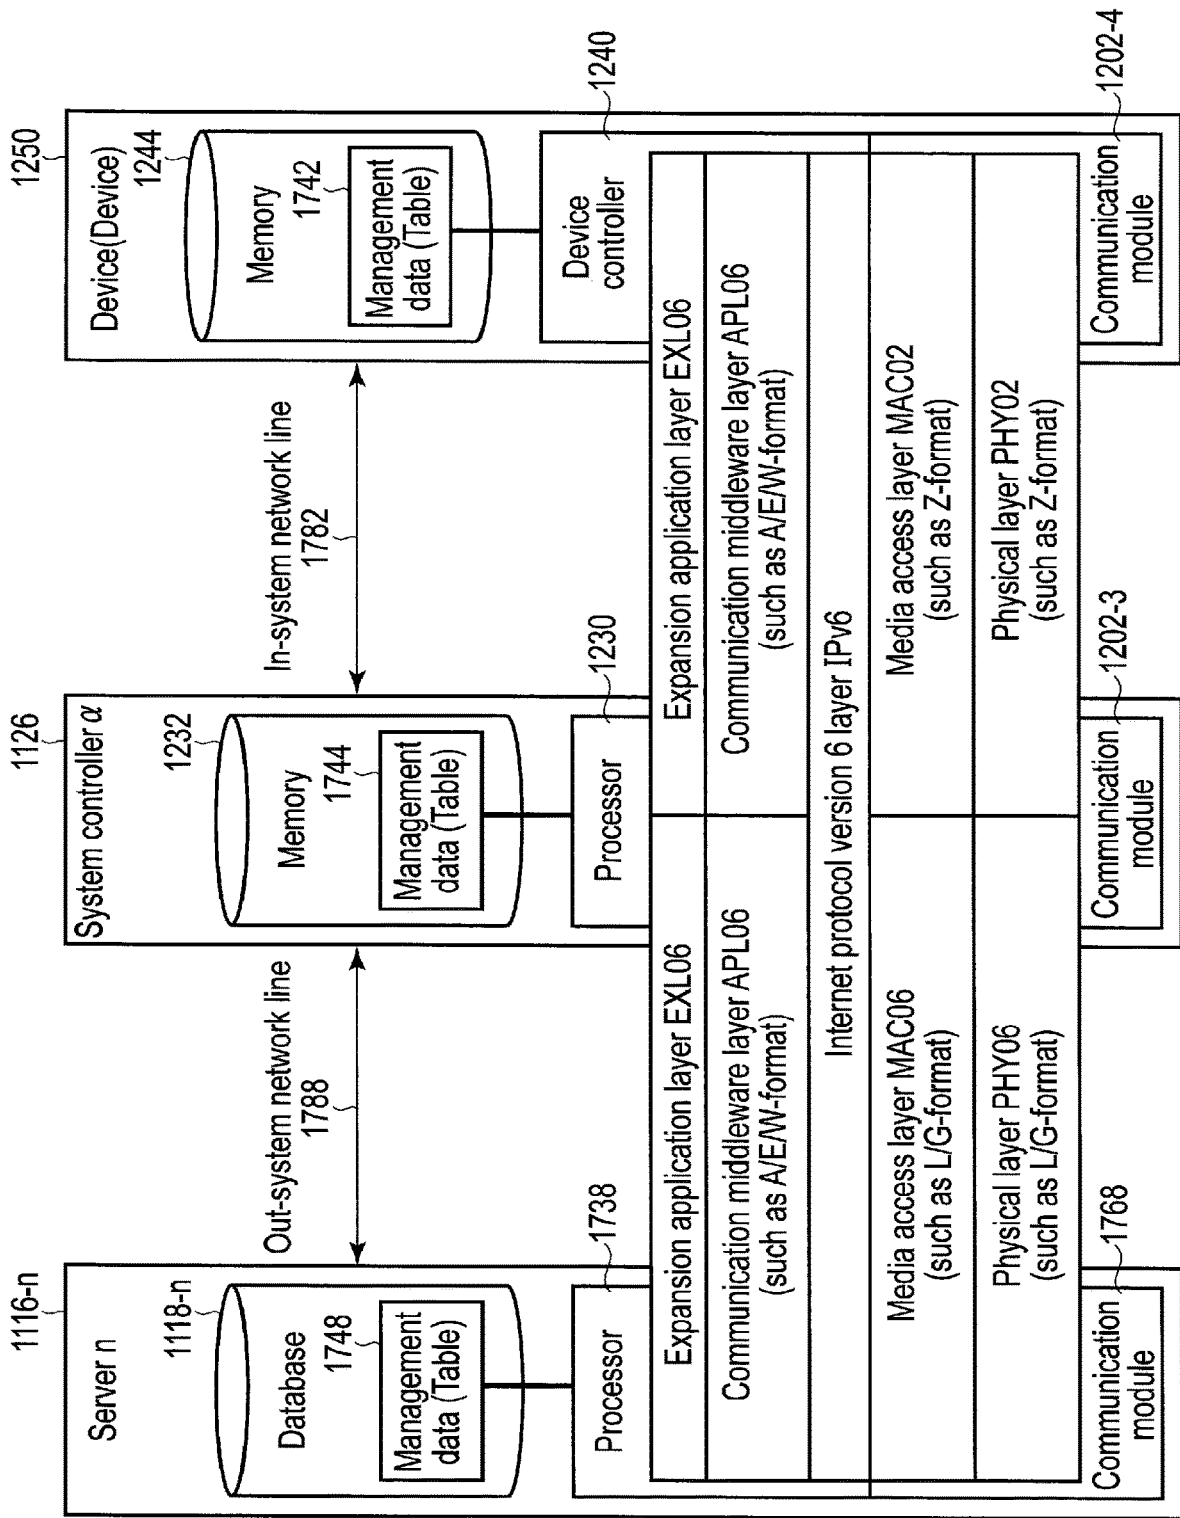 1116-n
Server n
1118-n
Database
1748
Management
data (Table)
1738
Processor
Out-system network line
1788
1126
System controller α
1232
Memory
1744
Management
data (Table)
1230
Processor
In-system network line
1782
1250
Device(Device)
1244
Memory
1742
Management
data (Table)
1240
Device
controller
Expansion application layer EXL06
Expansion application layer EXL06
Communication middleware layer APL06
(such as A/E/W-format)
Communication middleware layer APL06
(such as A/E/W-format)
Internet protocol version 6 layer IPv6
Media access layer MAC06
(such as L/G-format)
Media access layer MAC02
(such as Z-format)
Physical layer PHY06
(such as L/G-format)
Physical layer PHY02
(such as Z-format)
1768
Communication
module
1202-3
Communication
module
1202-4
Communication
module